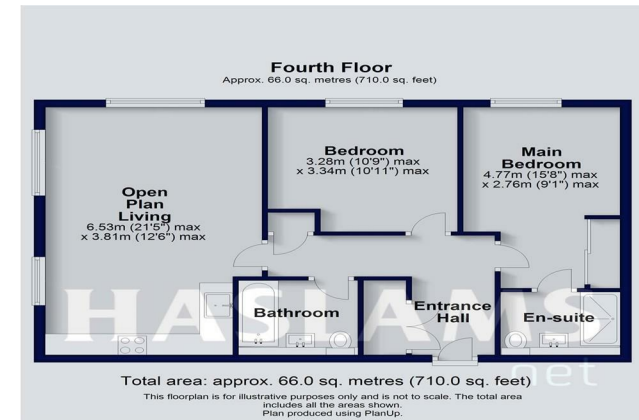 Fourth Floor
Approx. 66.0 sq. metres (710.0 sq. feet)
Bedroom
3.28m (10'9") max
x 3.34m (10'11") max
Main
Bedroom
4.77m (15'8") max
x 2.76m (9'1") max
Open
Plan
Living
6.53m (21'5") max
x 3.81m (12'6") max
HASLAMS
net
Bathroom
Entrance
Hall
En-suite
Total area: approx. 66.0 sq. metres (710.0 sq. feet)
This floorplan is for illustrative purposes only and is not to scale. The total area
includes all the areas shown.
Plan produced using PlanUp.